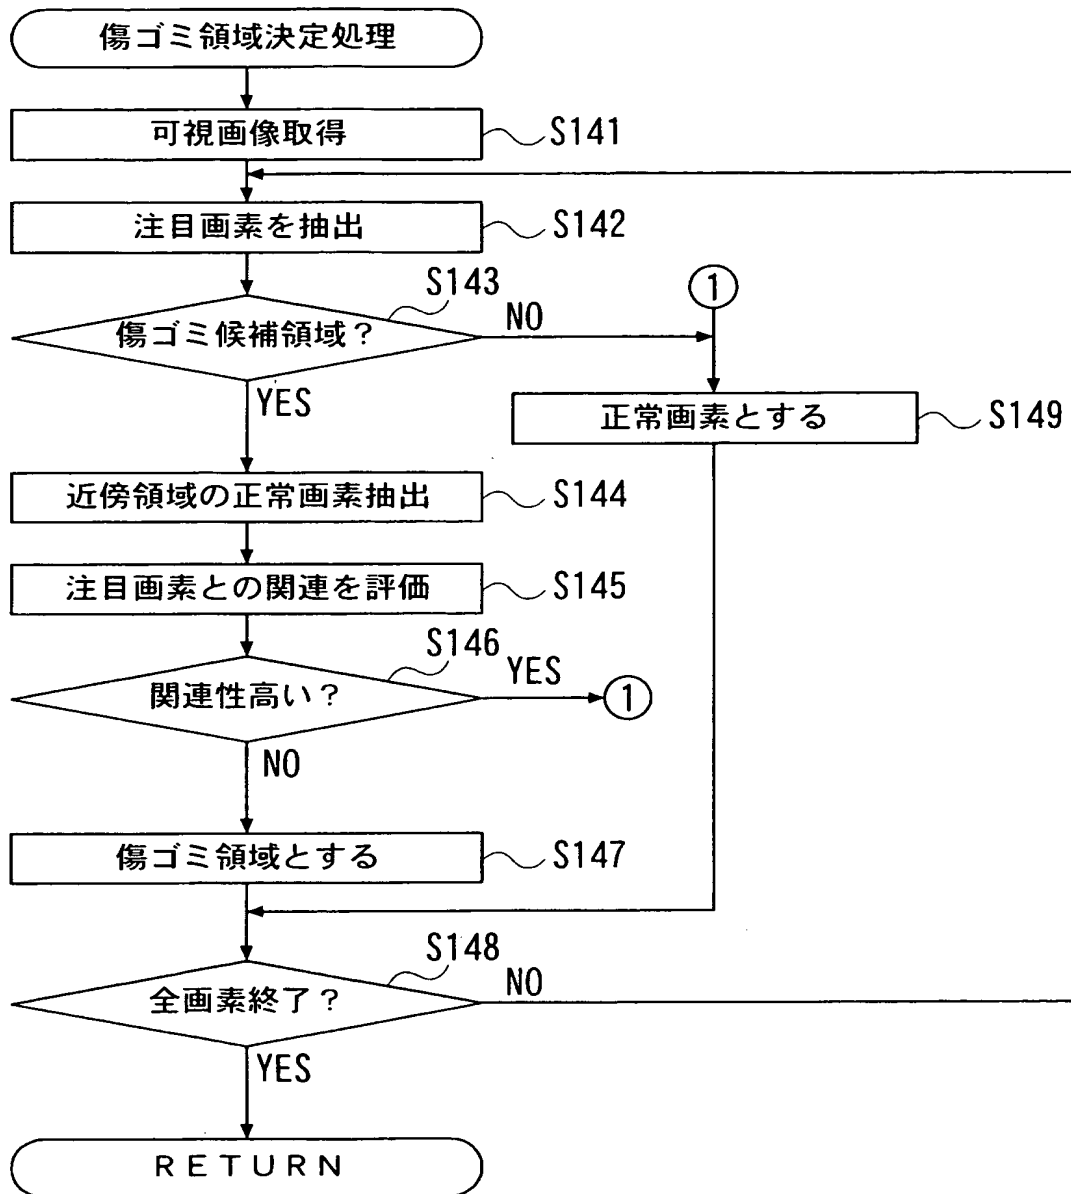 傷ゴミ領域決定処理
可視画像取得
S141
注目画素を抽出
S142
S143
傷ゴミ候補領域?
NO
1
YES
正常画素とする
S149
近傍領域の正常画素抽出
S144
注目画素との関連を評価
S145
S146
関連性高い?
YES
1
NO
傷ゴミ領域とする
S147
S148
全画素終了?
NO
YES
RETURN